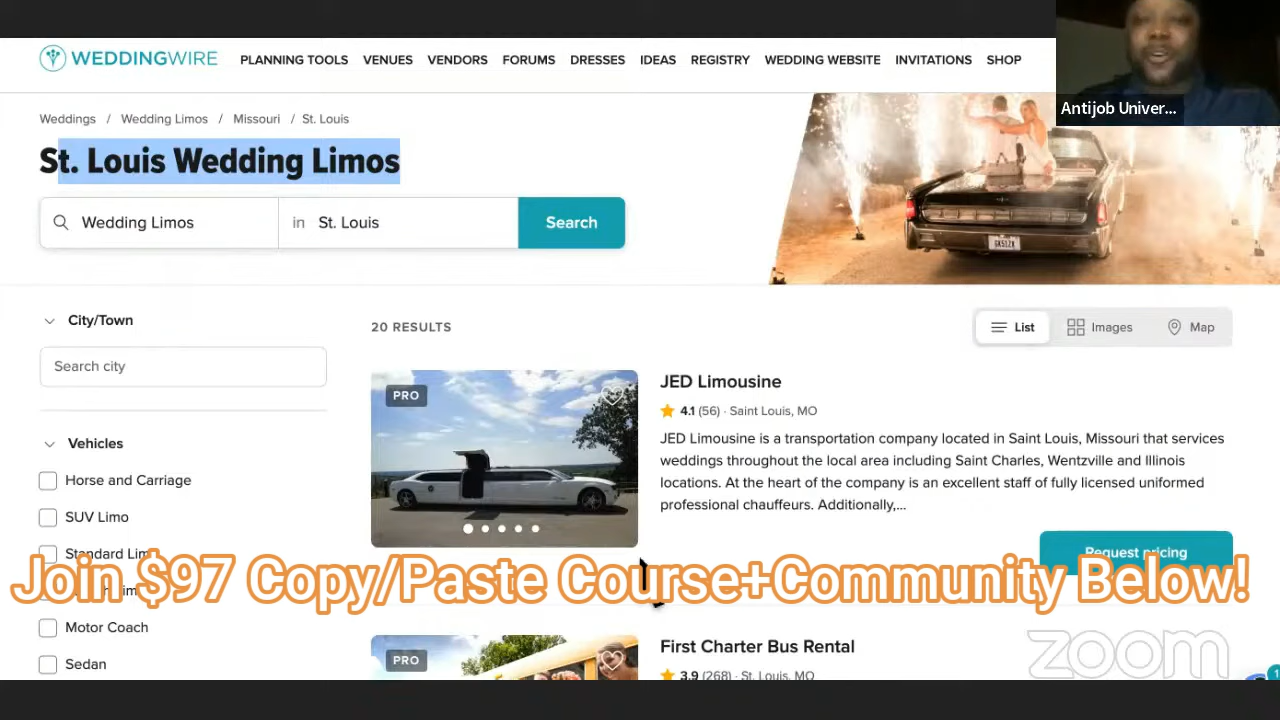 WEDDINGWIRE
PLANNING TOOLS VENUES VENDORS FORUMS DRESSES IDEAS REGISTRY WEDDING WEBSITE INVITATIONS SHOP
Antijob Univer...
Weddings / Wedding Limos / Missouri / St. Louis
St. Louis Wedding Limos
Wedding Limos in St. Louis Search
City/Town
20 RESULTS
List Images Map
Search city
PRO
JED Limousine
4.1 (56) · Saint Louis, MO
JED Limousine is a transportation company located in Saint Louis, Missouri that services
weddings throughout the local area including Saint Charles, Wentzville and Illinois
locations. At the heart of the company is an excellent staff of fully licensed uniformed
professional chauffeurs. Additionally,...
Vehicles
Horse and Carriage
SUV Limo
Standard
Request pricing
Join $97 Copy/Paste Course+Community Below!
Motor Coach
Sedan
PRO
First Charter Bus Rental
3.9 (268) · St. Louis, MO
zoom
1